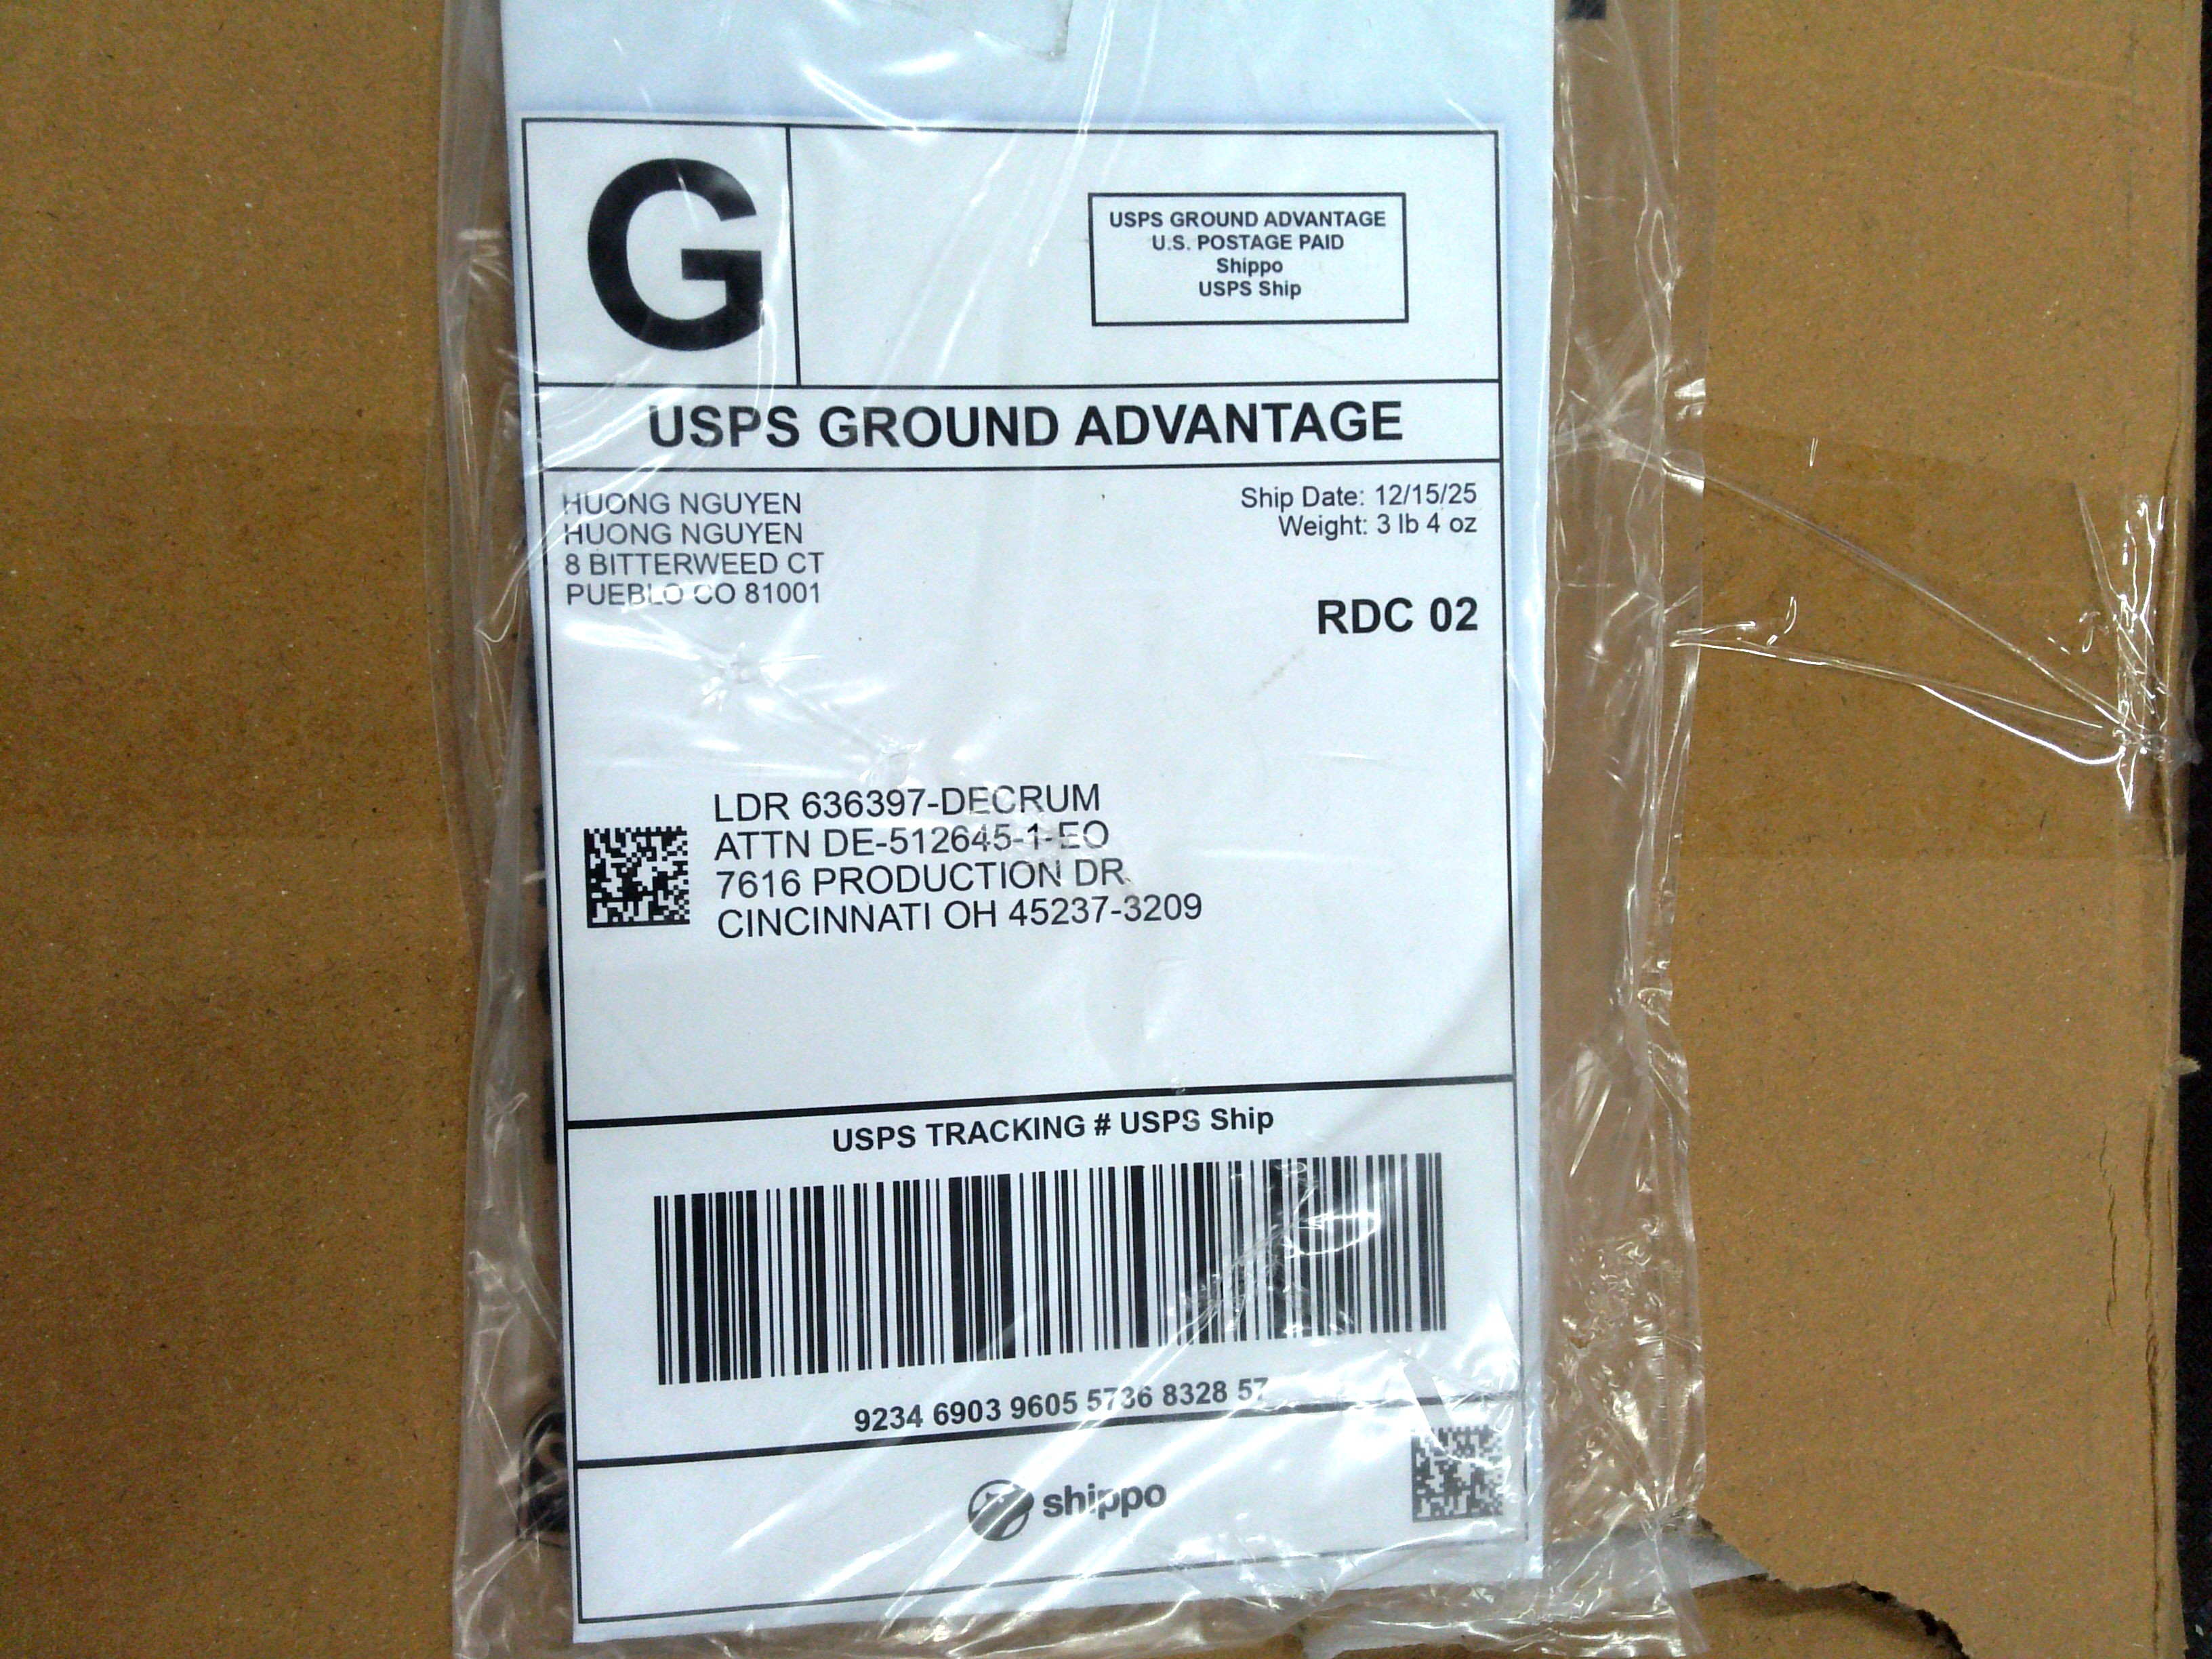 G
USPS GROUND ADVANTAGE
U.S. POSTAGE PAID
Shippo
USPS Ship
USPS GROUND ADVANTAGE
HUONG NGUYEN
HUONG NGUYEN
8 BITTERWEED CT
PUEBLO CO 81001
Ship Date: 12/15/25
Weight: 3 lb 4 oz
RDC 02
LDR 636397-DECRUM
ATTN DE-512645-1-EO
7616 PRODUCTION DR
CINCINNATI OH 45237-3209
USPS TRACKING # USPS Ship
9234 6903 9605 5736 8328 57
shippo